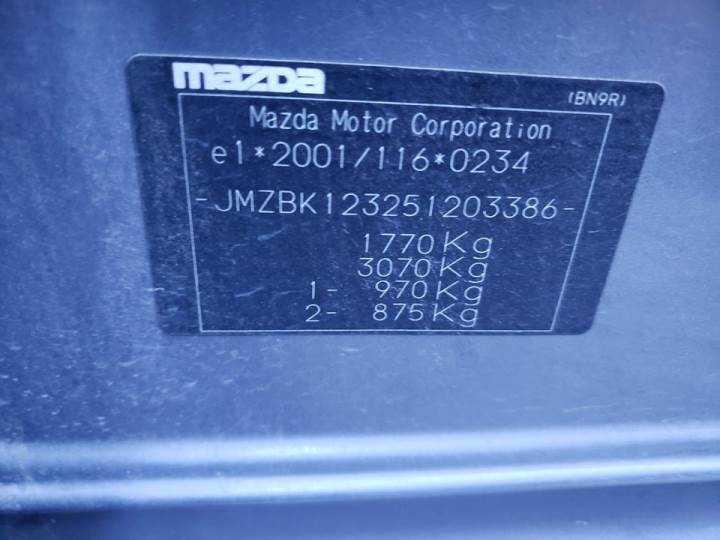 mazda
(BN9R)
Mazda Motor Corporation
e1*2001/116*0234
-JMZBK123251203386-
1770Kg
3070Kg
1- 970Kg
2- 875Kg